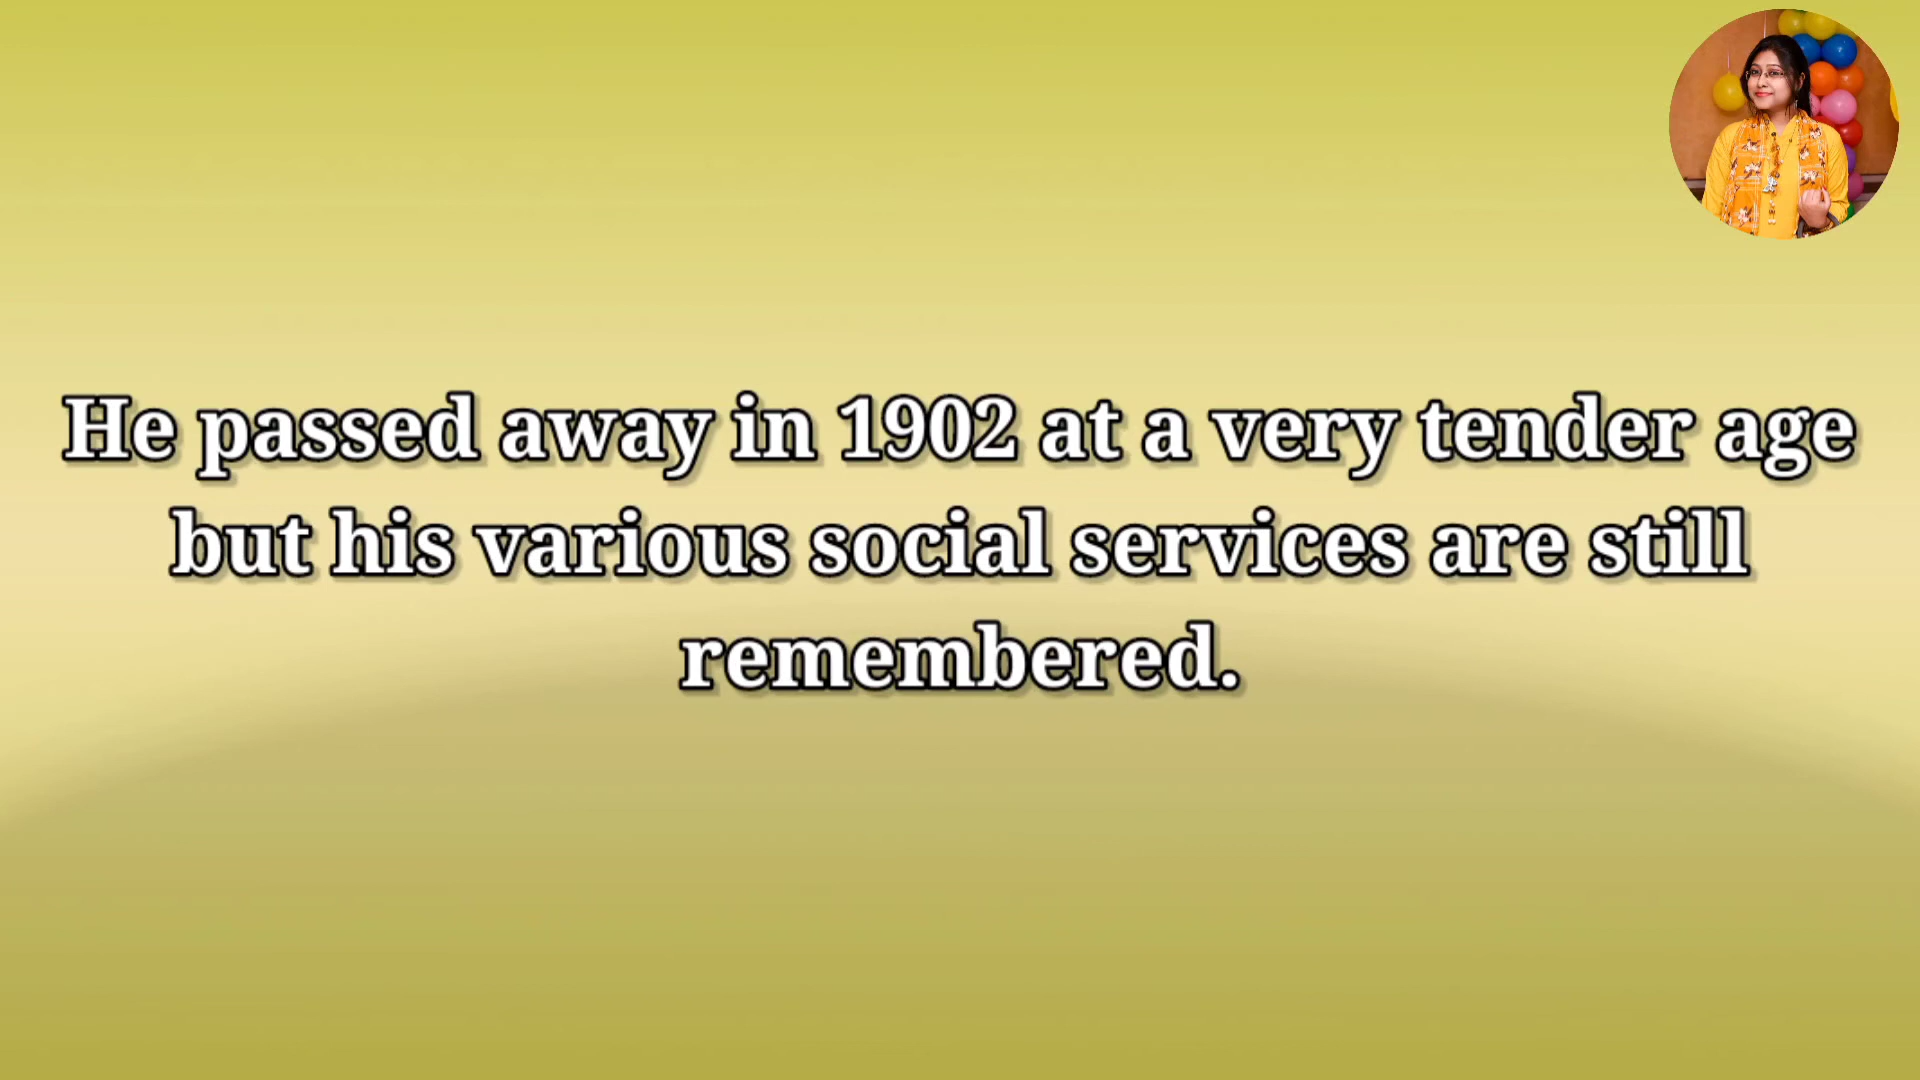 He passed away in 1902 at a very tender age
but his various social services are still
remembered.